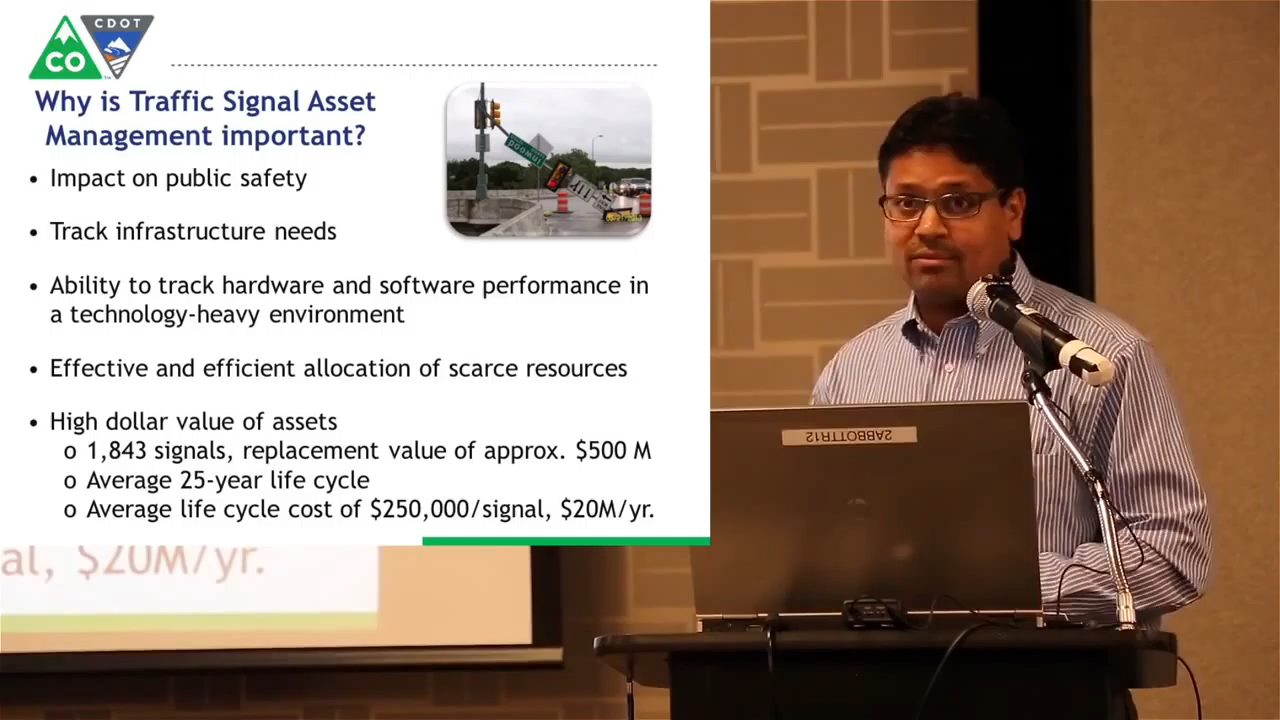 CDOT
CO
Why is Traffic Signal Asset
Management important?
• Impact on public safety
• Track infrastructure needs
• Ability to track hardware and software performance in
a technology-heavy environment
• Effective and efficient allocation of scarce resources
• High dollar value of assets
o 1,843 signals, replacement value of approx. $500 M
o Average 25-year life cycle
o Average life cycle cost of $250,000/signal, $20M/yr.
al, $20M/yr.
2ABBOTTR12